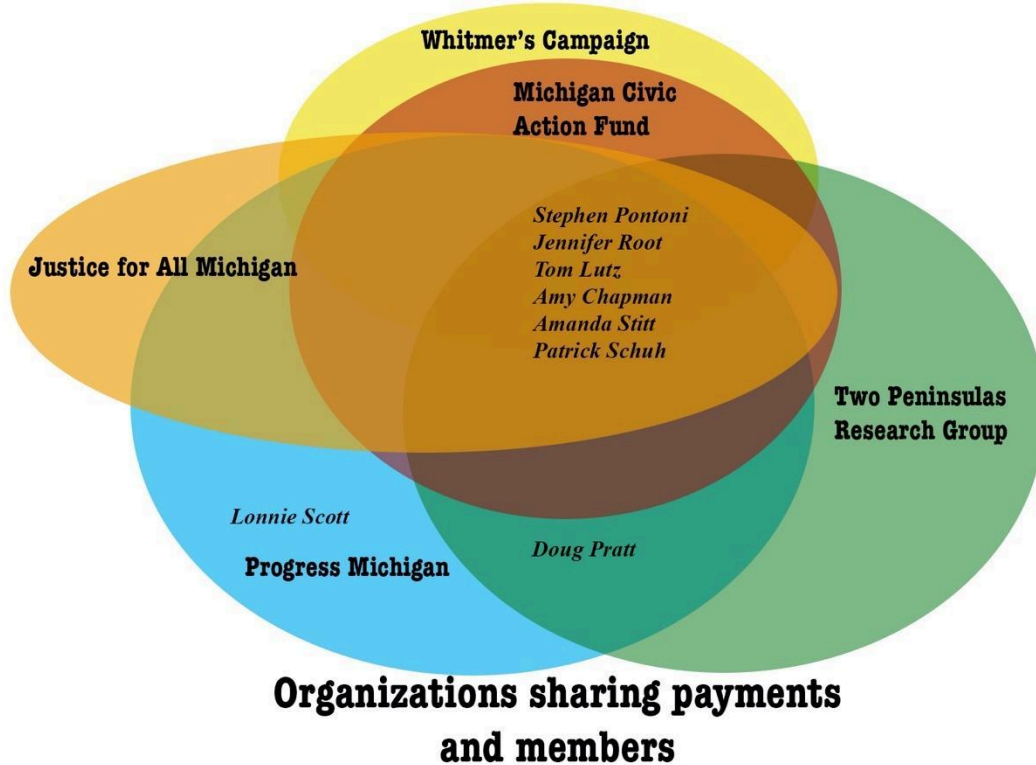 Whitmer's Campaign
Michigan Civic
Action Fund
Stephen Pontoni
Jennifer Root
Tom Lutz
Amy Chapman
Amanda Stitt
Patrick Schuh
Justice for All Michigan
Two Peninsulas
Research Group
Lonnie Scott
Doug Pratt
Progress Michigan
Organizations sharing payments
and members